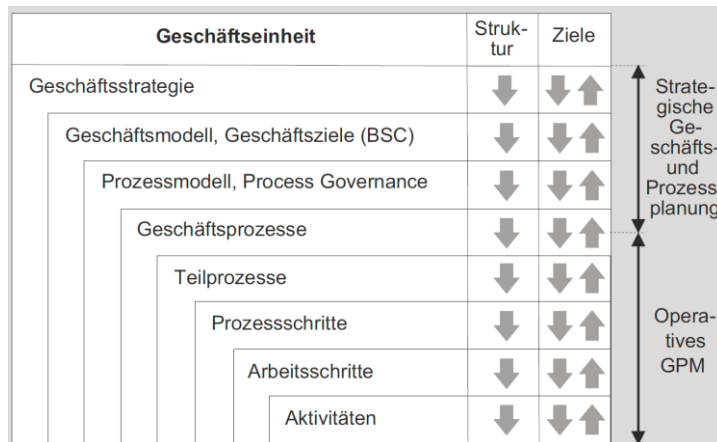 Geschäftseinheit
Struk-
tur
Ziele
Geschäftsstrategie
Geschäftsmodell, Geschäftsziele (BSC)
Prozessmodell, Process Governance
Geschäftsprozesse
Teilprozesse
Prozessschritte
Arbeitsschritte
Aktivitäten
Strate-
gische
Ge-
schäfts-
und
Prozess
planung
Opera-
tives
GPM